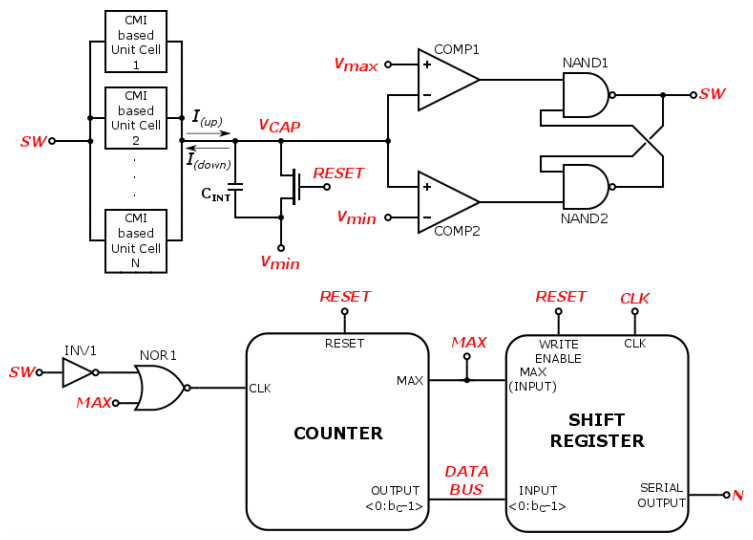 CMI
based
Unit Cell
1
CMI
based
Unit Cell
2
.
.
.
.
CMI
based
Unit Cell
N
SW
I(up)
I(down)
VCAP
CINT
RESET
Vmin
Vmax
+
−
COMP1
Vmin
+
−
COMP2
NAND1
NAND2
SW
SW
INV1
NOR1
MAX
RESET
RESET
CLK
COUNTER
MAX
OUTPUT
<0:bC-1>
MAX
DATA
BUS
RESET
CLK
WRITE
ENABLE
CLK
MAX
(INPUT)
SHIFT
REGISTER
INPUT
<0:bC-1>
SERIAL
OUTPUT
N